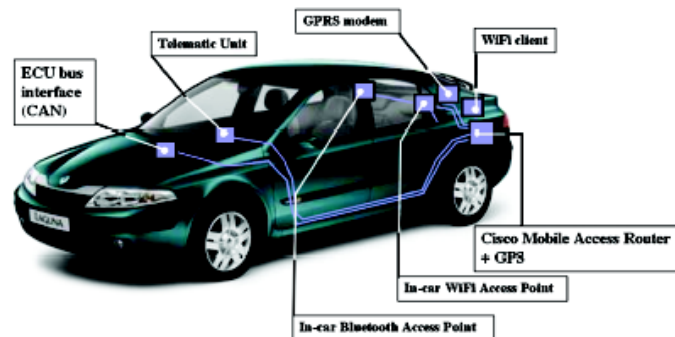 GPRS modem
WiFi client
Telematic Unit
ECU bus
interface
(CAN)
LAGUNA
Cisco Mobile Access Router
+ GPS
In-car WiFi Access Point
In-car Bluetooth Access Point